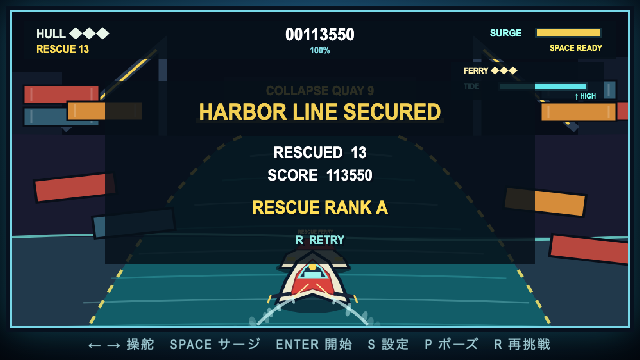 HULL
RESCUE 13
00113550
100%
SURGE
SPACE READY
FERRY
TIDE
↑ HIGH
COLLAPSE QUAY 9
HARBOR LINE SECURED
RESCUED 13
SCORE 113550
RESCUE RANK A
R RETRY
← → 操舵 SPACE サージ ENTER 開始 S 設定 P ポーズ R 再挑戦